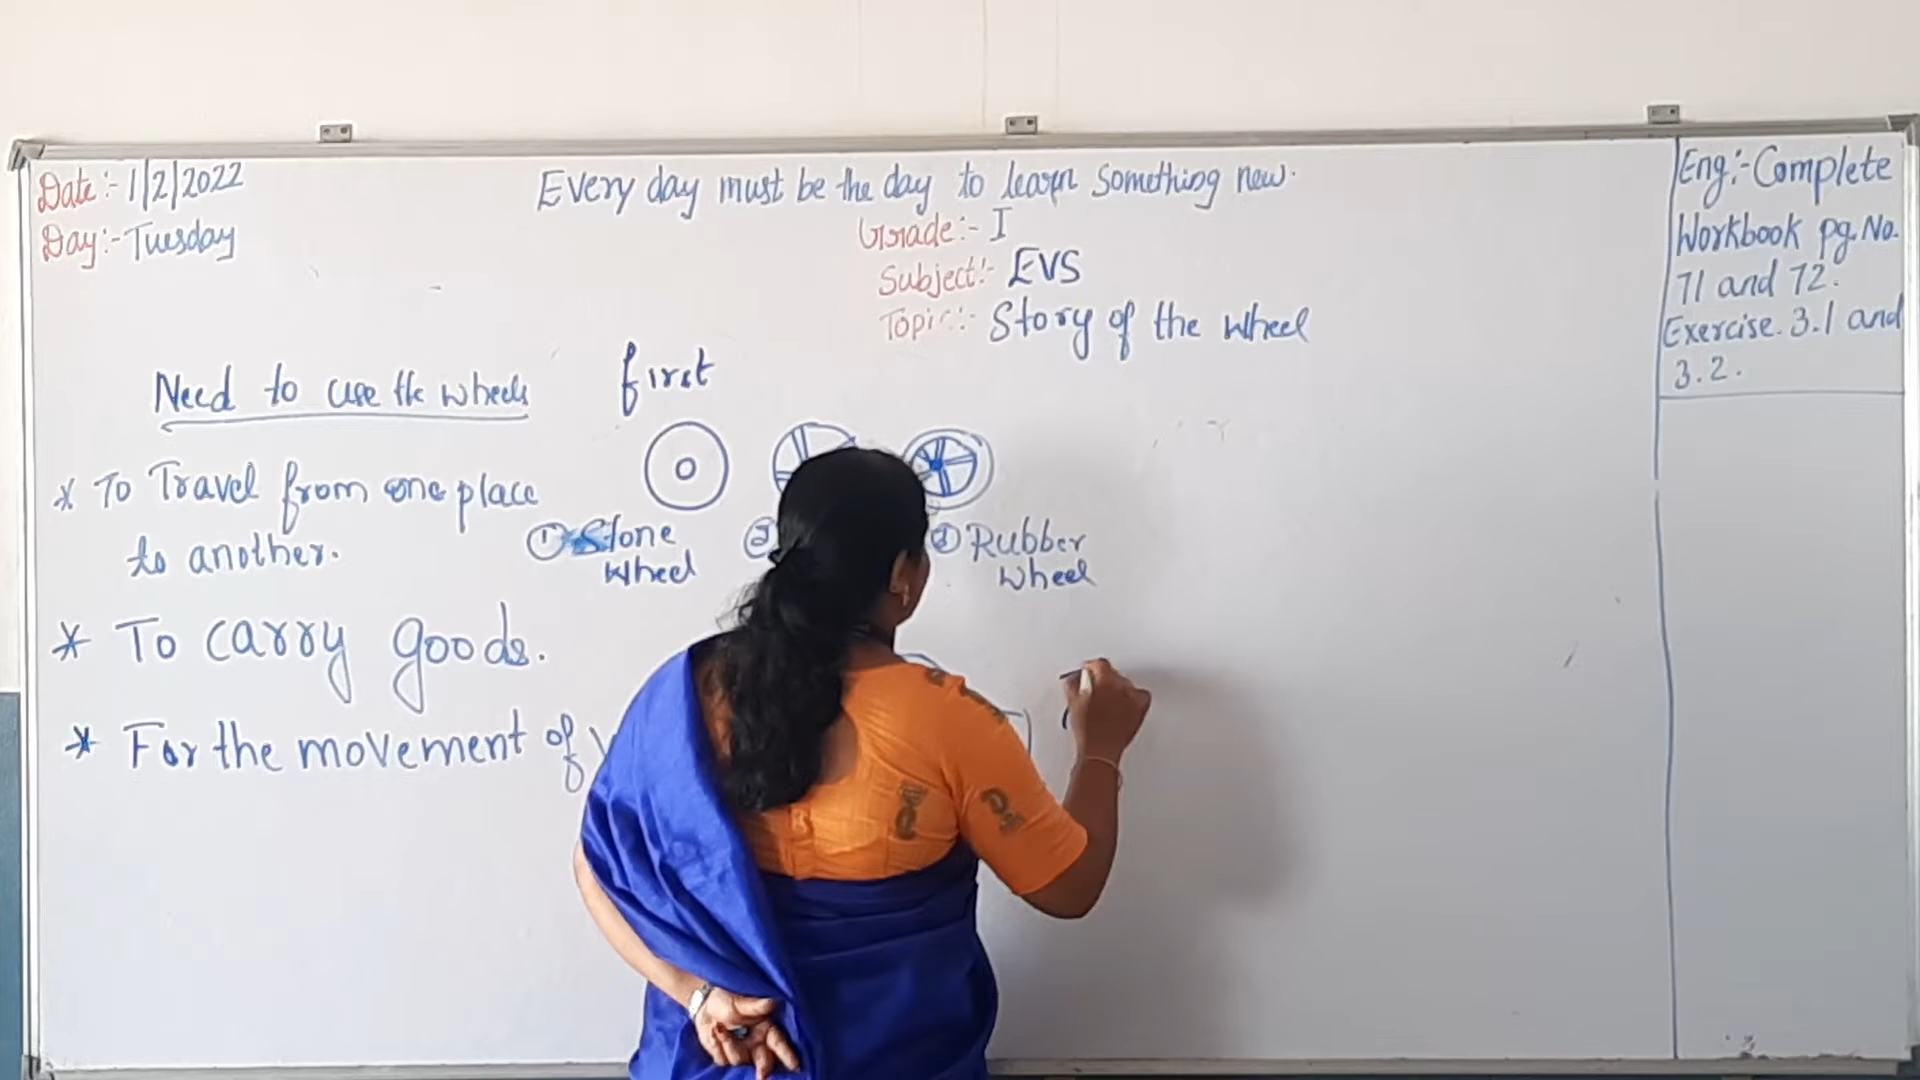 Date:- 1/2/2022
Day:- Tuesday
Every day must be the day to learn something new.
Grade:- I
Subject:- EVS
Topic:- Story of the wheel
Need to use the wheels
* To Travel from one place
to another.
* To carry goods.
* For the movement of
first
① Stone
wheel
②
③ Rubber
wheel
Eng:- Complete
Workbook pg. No.
71 and 72.
Exercise. 3.1 and
3.2.